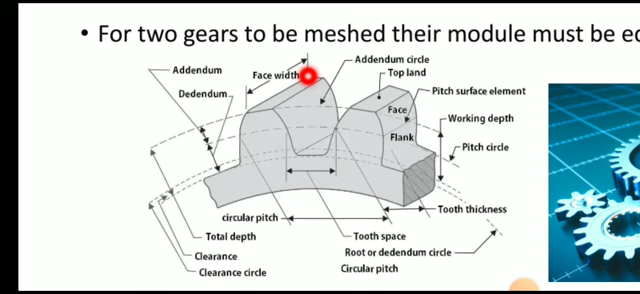 • For two gears to be meshed their module must be e
Addendum circle
Addendum
Face width
Top land
Dedendum
Pitch surface element
Face
Working depth
Flank
Pitch circle
circular pitch
Tooth thickness
Total depth
Tooth space
Root or dedendum circle
Clearance
Circular pitch
Clearance circle